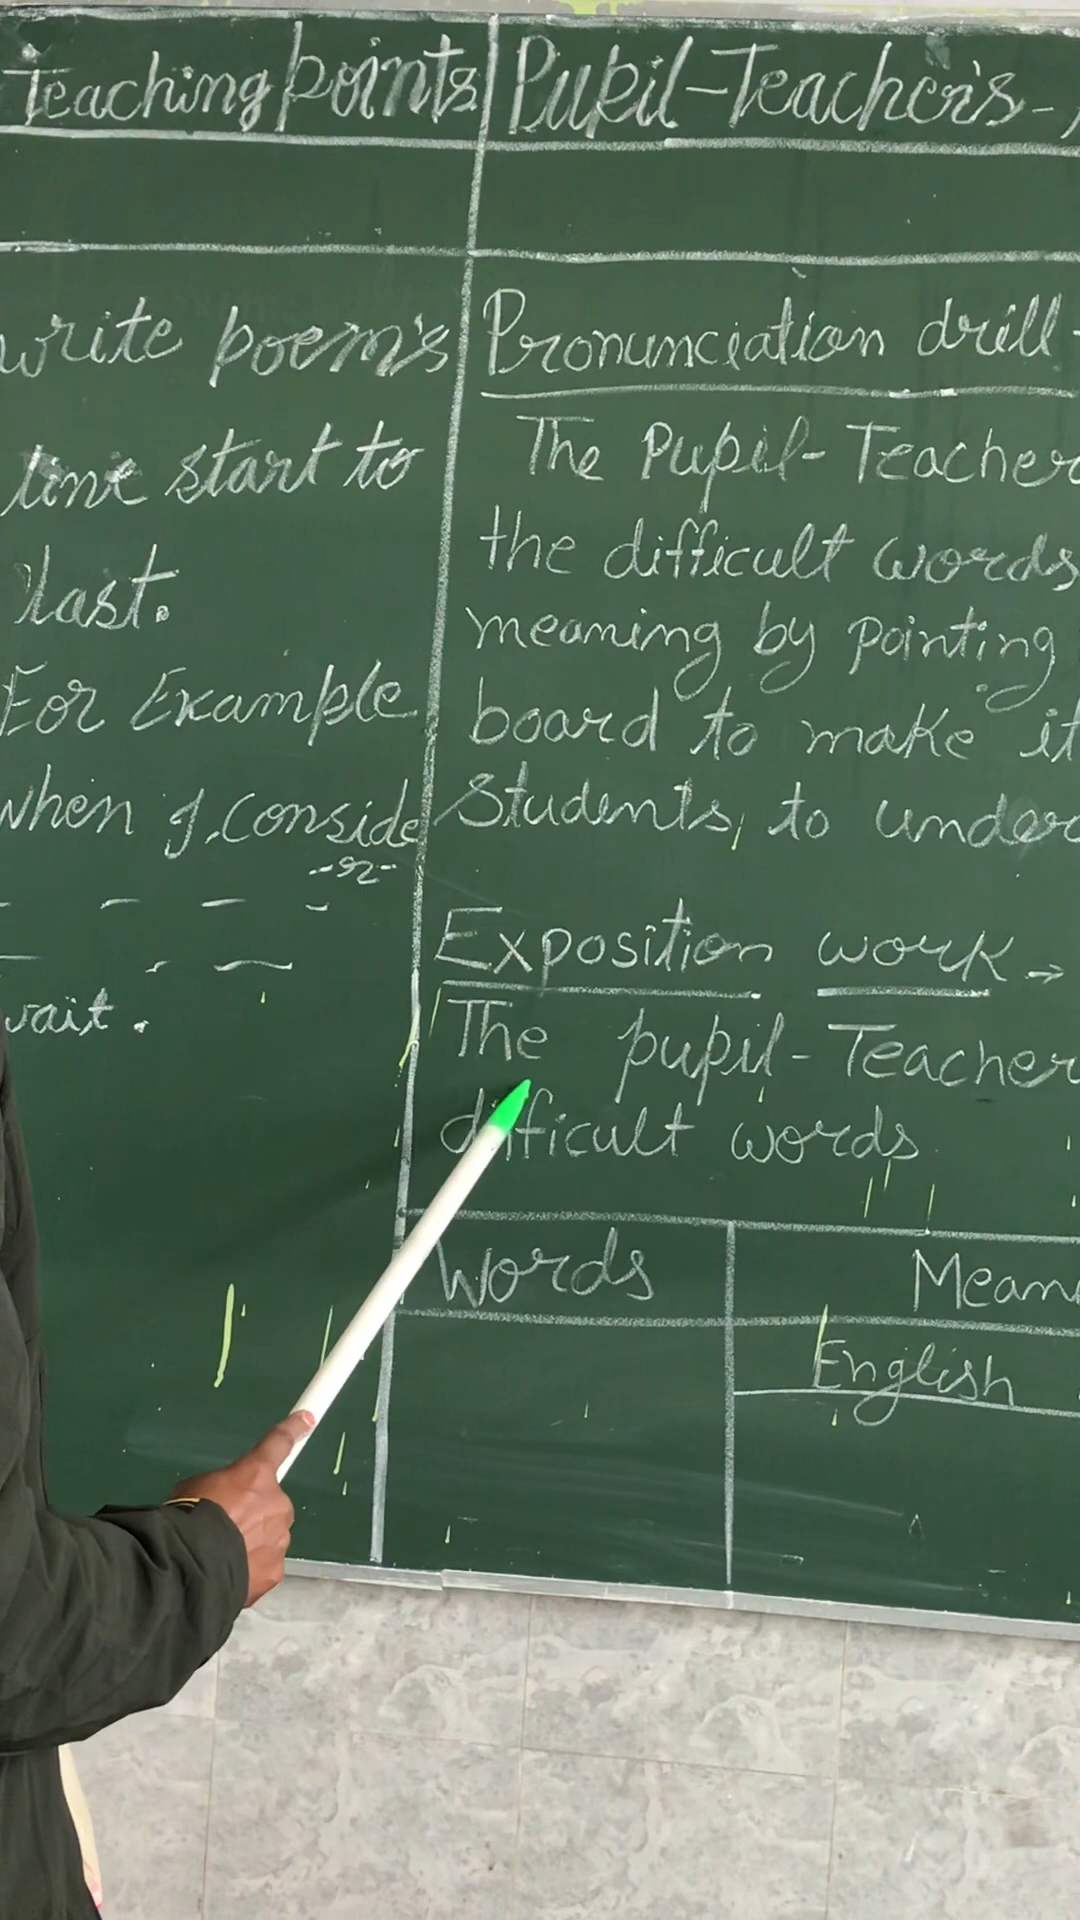 Teaching points
Pupil-Teacher's-
write poem's
line start to
last.
For Example
when I, conside
-r-
wait.
Pronunciation drill-
The Pupil-Teacher
the difficult words
meaning by pointing
board to make it
students, to under
Exposition work →
The pupil-Teacher
difficult words
Words
Mean
English